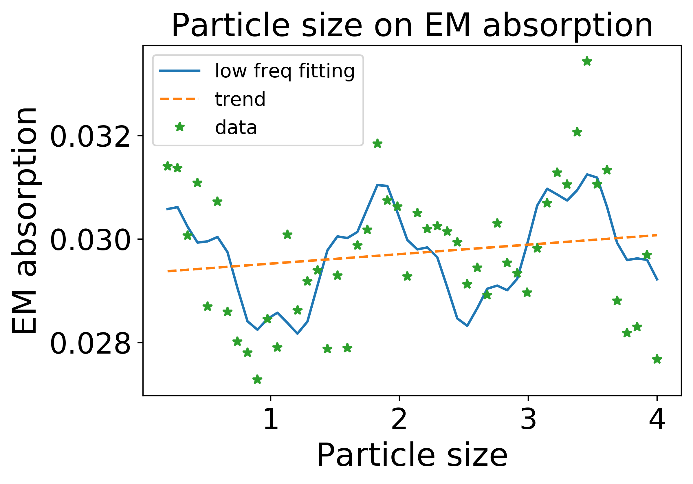 Particle size on EM absorption
low freq fitting
trend
data
EM absorption
0.032
0.030
0.028
1 2 3 4
Particle size